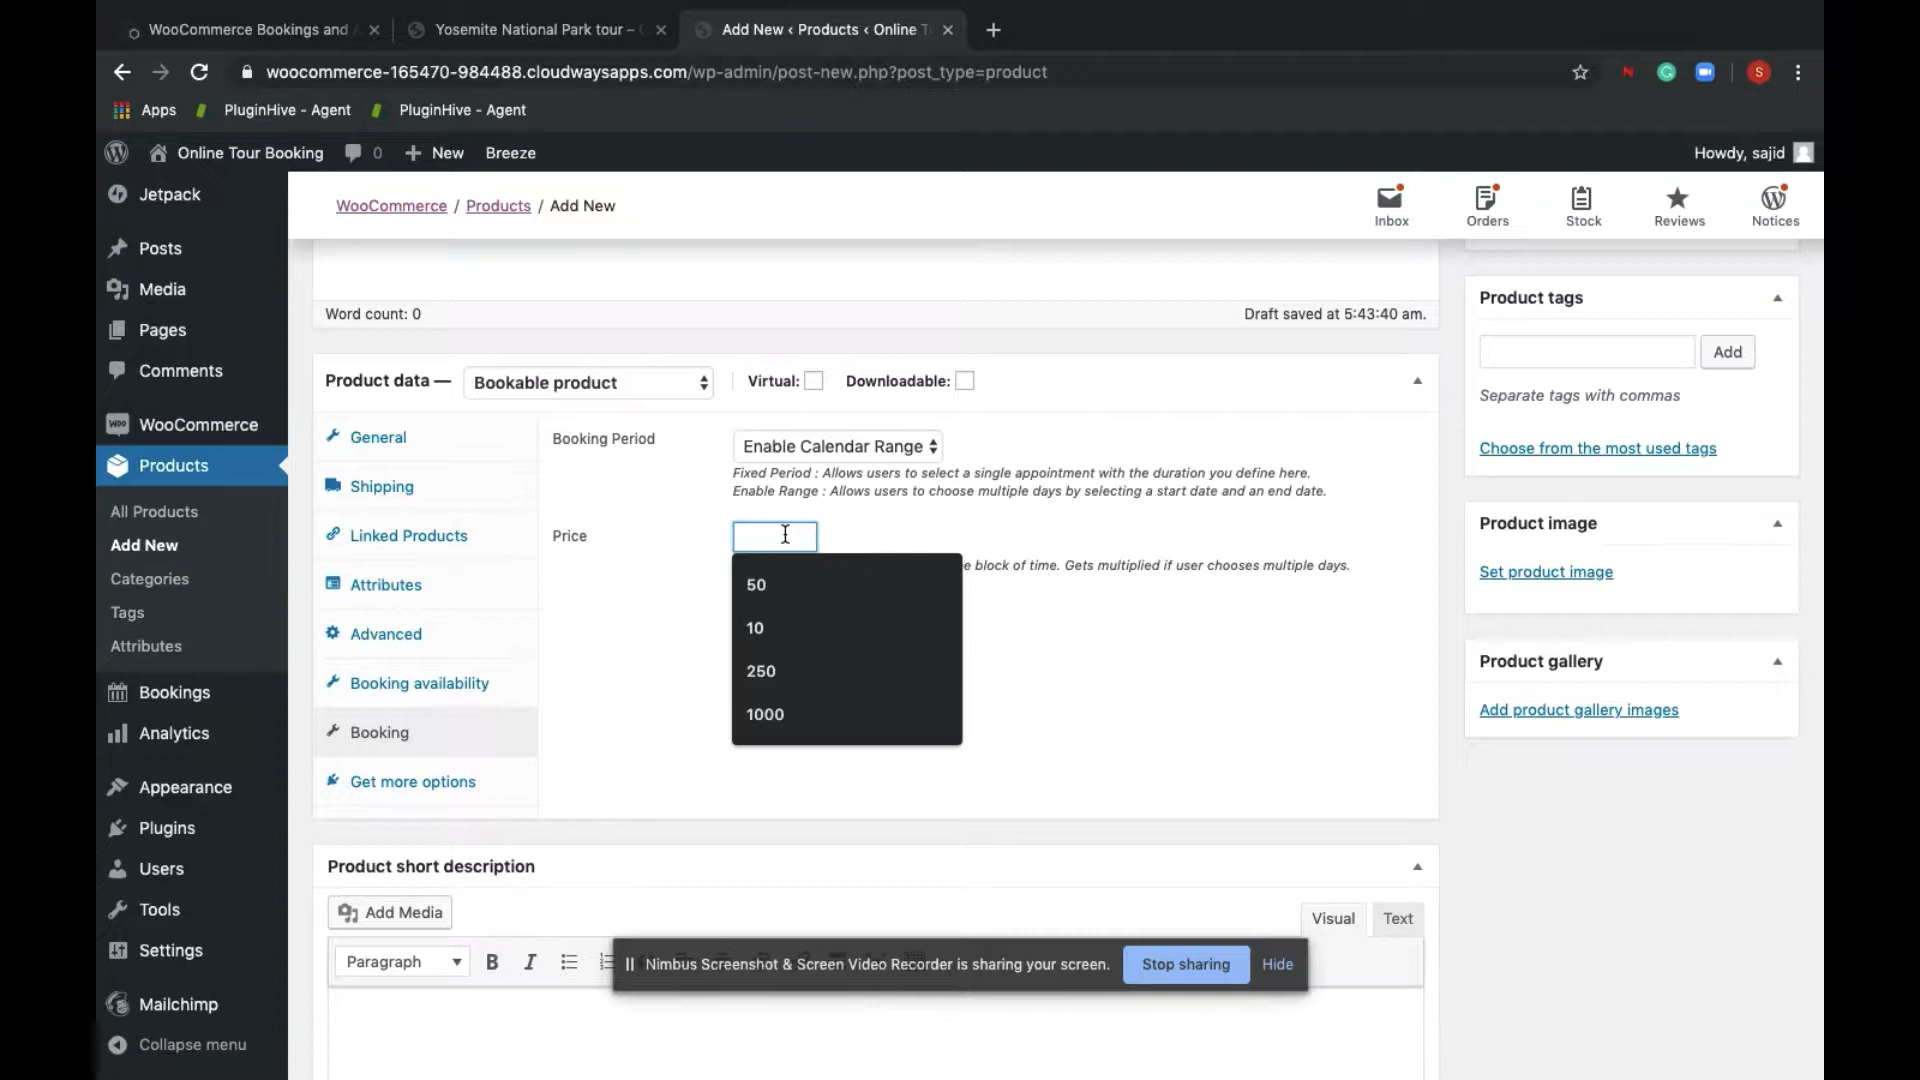 WooCommerce Bookings and
Yosemite National Park tour –
Add New ‹ Products ‹ Online T
woocommerce-165470-984488.cloudwaysapps.com/wp-admin/post-new.php?post_type=product
N
S
Apps
PluginHive - Agent
PluginHive - Agent
Online Tour Booking
0
New
Breeze
Howdy, sajid
Jetpack
Posts
Media
Pages
Comments
WooCommerce
Products
All Products
Add New
Categories
Tags
Attributes
Bookings
Analytics
Appearance
Plugins
Users
Tools
Settings
Mailchimp
Collapse menu
WooCommerce / Products / Add New
Inbox
Orders
Stock
Reviews
Notices
Word count: 0
Draft saved at 5:43:40 am.
Product data —
Bookable product
Virtual:
Downloadable:
General
Shipping
Linked Products
Attributes
Advanced
Booking availability
Booking
Get more options
Booking Period
Enable Calendar Range
Fixed Period : Allows users to select a single appointment with the duration you define here.
Enable Range : Allows users to choose multiple days by selecting a start date and an end date.
Price
e block of time. Gets multiplied if user chooses multiple days.
50
10
250
1000
Product short description
Add Media
Visual
Text
Paragraph
B
I
Nimbus Screenshot & Screen Video Recorder is sharing your screen.
Stop sharing
Hide
Product tags
Add
Separate tags with commas
Choose from the most used tags
Product image
Set product image
Product gallery
Add product gallery images